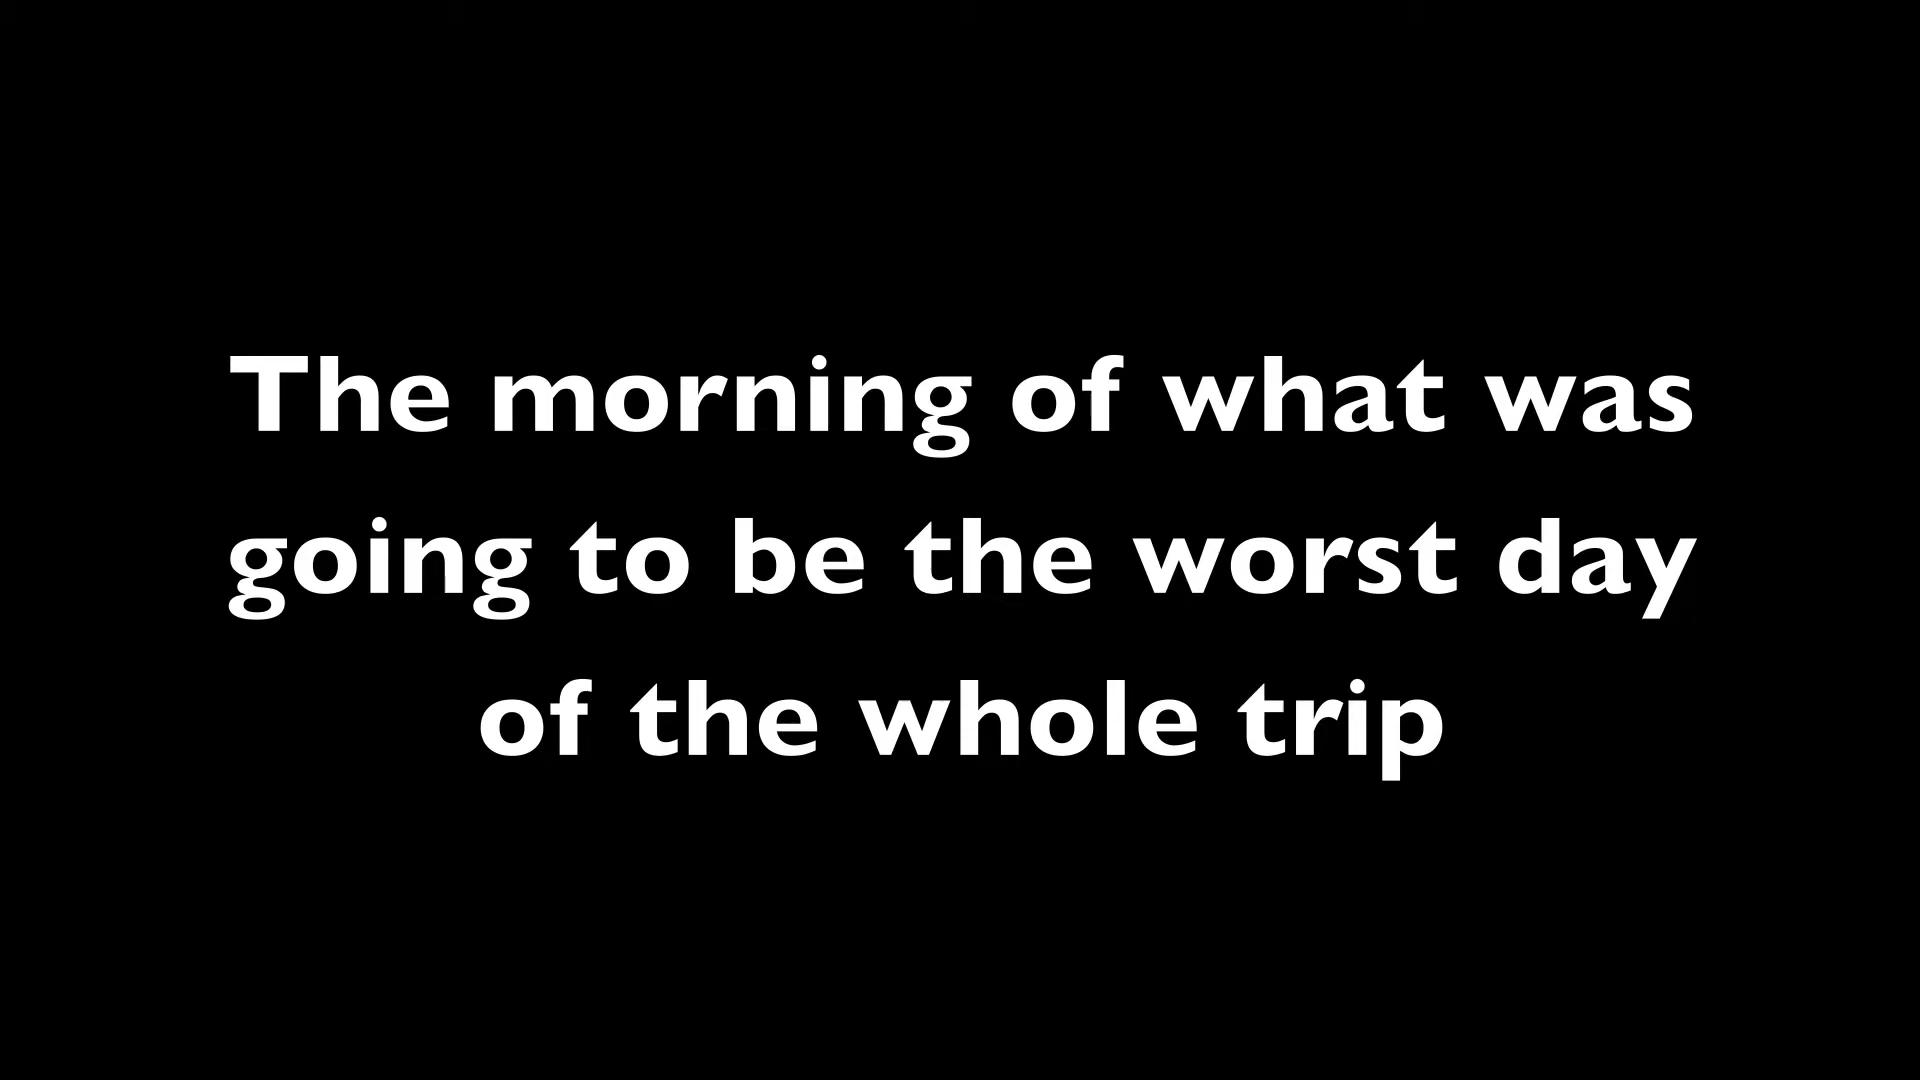 The morning of what was
going to be the worst day
of the whole trip